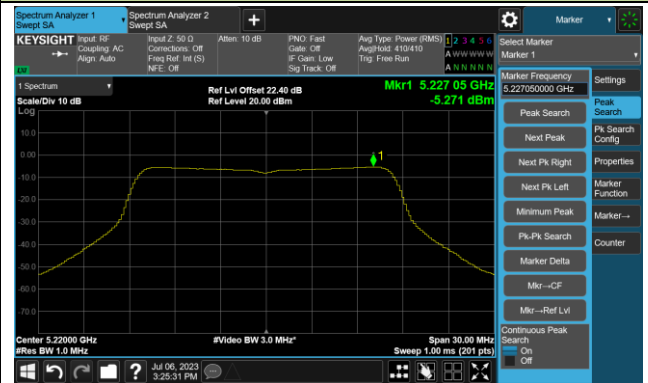 Spectrum Analyzer 1
Swept SA
Spectrum Analyzer 2
Swept SA
+
Marker
KEYSIGHT
Input: RF
Coupling: AC
Align: Auto
Input Z: 50 Ω
Corrections: Off
Freq Ref: Int (S)
NFE: Off
Atten: 10 dB
PNO: Fast
Gate: Off
IF Gain: Low
Sig Track: Off
Avg Type: Power (RMS)
Avg|Hold: 410/410
Trig: Free Run
1 2 3 4 5 6
A W W W W W
A N N N N N
LW
Select Marker
Marker 1
1 Spectrum
Scale/Div 10 dB
Log
Ref Lvl Offset 22.40 dB
Ref Level 20.00 dBm
Mkr1 5.227 05 GHz
-5.271 dBm
10.0
0.00
-10.0
-20.0
-30.0
-40.0
-50.0
-60.0
-70.0
1
Center 5.22000 GHz
#Res BW 1.0 MHz
#Video BW 3.0 MHz*
Span 30.00 MHz
Sweep 1.00 ms (201 pts)
Marker Frequency
5.227050000 GHz
Peak Search
Next Peak
Next Pk Right
Next Pk Left
Minimum Peak
Pk-Pk Search
Marker Delta
Mkr→CF
Mkr→Ref Lvl
Continuous Peak
Search
On
Off
Settings
Peak
Search
Pk Search
Config
Properties
Marker
Function
Marker→
Counter
?
Jul 06, 2023
3:25:31 PM